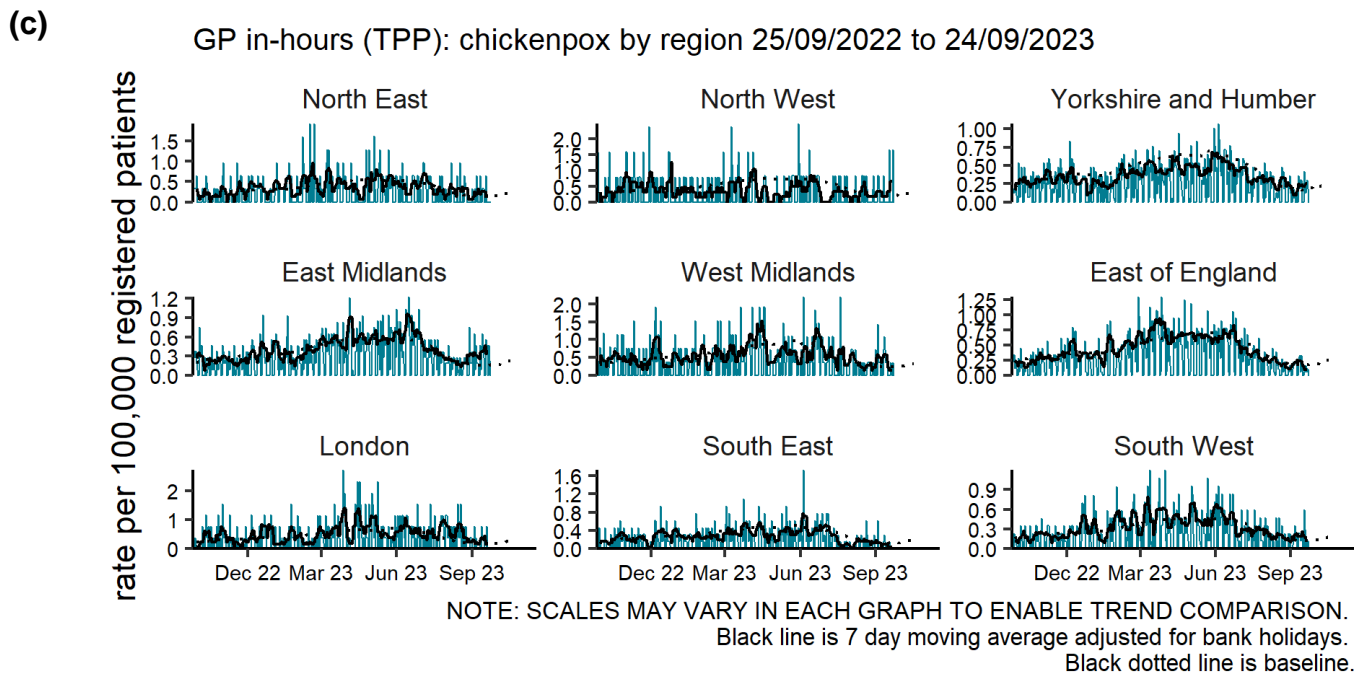 (c)
GP in-hours (TPP): chickenpox by region 25/09/2022 to 24/09/2023
rate per 100,000 registered patients
North East
1.5
1.0
0.5
0.0
North West
2.0
1.5
1.0
0.5
0.0
Yorkshire and Humber
1.00
0.75
0.50
0.25
0.00
East Midlands
1.2
0.9
0.6
0.3
0.0
West Midlands
2.0
1.5
1.0
0.5
0.0
East of England
1.25
1.00
0.75
0.50
0.25
0.00
London
2
1
0
Dec 22 Mar 23 Jun 23 Sep 23
South East
1.6
1.2
0.8
0.4
0.0
Dec 22 Mar 23 Jun 23 Sep 23
South West
0.9
0.6
0.3
0.0
Dec 22 Mar 23 Jun 23 Sep 23
NOTE: SCALES MAY VARY IN EACH GRAPH TO ENABLE TREND COMPARISON.
Black line is 7 day moving average adjusted for bank holidays.
Black dotted line is baseline.